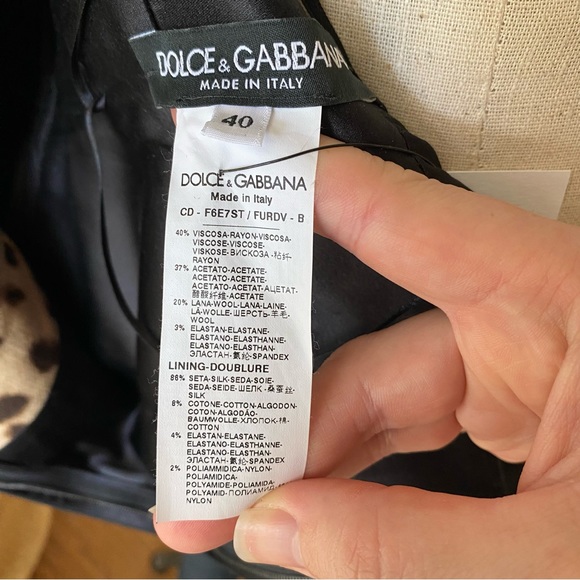 DOLCE & GABBANA
MADE IN ITALY
40
DOLCE & GABBANA
Made in Italy
CD - F6E7ST / FURDV - B
40% VISCOSA-RAYON-VISCOSA-
VISCOSE-VISCOSE-
VISKOSE-ВИСКОЗА-粘纤-
RAYON
37% ACETATO-ACETATE-
ACETATO-ACETATE-
ACETATO-ACETAT-АЦЕТАТ-
醋酸纤维-ACETATE
20% LANA-WOOL-LANA-LAINE-
LÃ-WOLLE-ШЕРСТЬ-羊毛-
WOOL
3% ELASTAN-ELASTANE-
ELASTANO-ELASTHANNE-
ELASTANO-ELASTHAN-
ЭЛАСТАН-氨纶-SPANDEX
LINING-DOUBLURE
86% SETA-SILK-SEDA-SOIE-
SEDA-SEIDE-ШЕЛК-桑蚕丝-
SILK
8% COTONE-COTTON-ALGODON-
COTON-ALGODÃO-
BAUMWOLLE-ХЛОПОК-棉-
COTTON
4% ELASTAN-ELASTANE-
ELASTANO-ELASTHANNE-
ELASTANO-ELASTHAN-
ЭЛАСТАН-氨纶-SPANDEX
2% POLIAMMIDICA-NYLON-
POLIAMIDICA-
POLYAMIDE-POLIAMIDA-
POLYAMID-ПОЛИАМИД-
NYLON